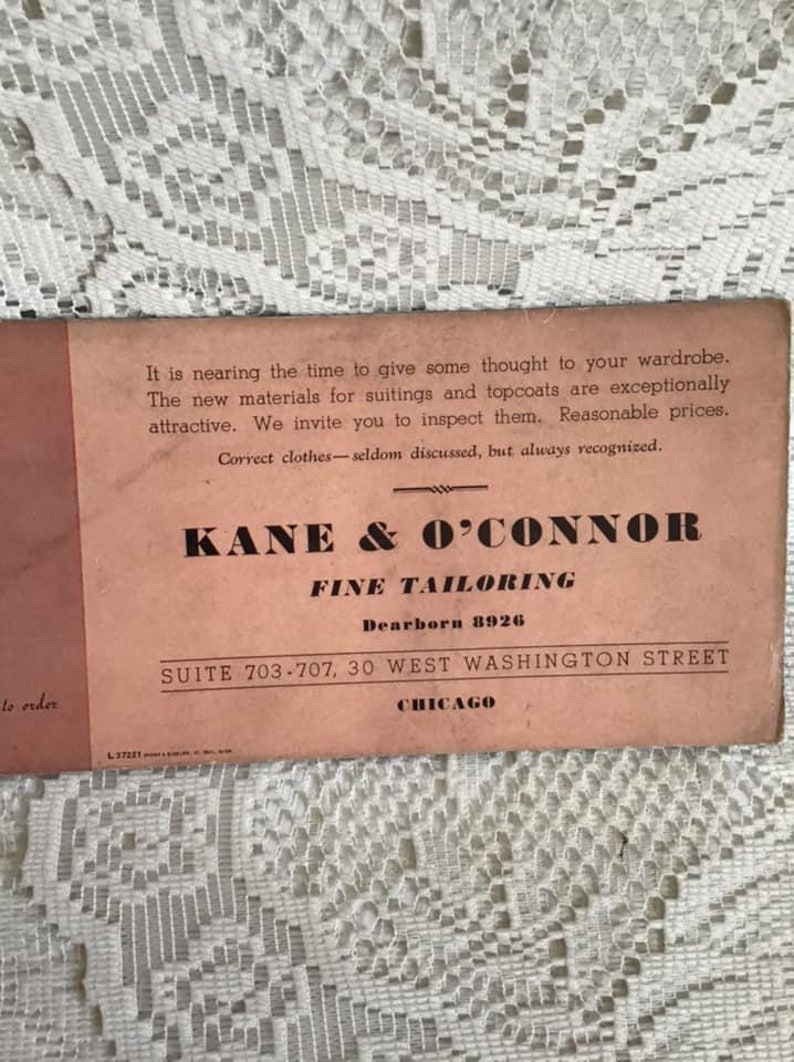 It is nearing the time to give some thought to your wardrobe.
The new materials for suitings and topcoats are exceptionally
attractive. We invite you to inspect them. Reasonable prices.
Correct clothes—seldom discussed, but always recognized.
KANE & O'CONNOR
FINE TAILORING
Dearborn 8926
SUITE 703-707, 30 WEST WASHINGTON STREET
CHICAGO
to order
L 37221